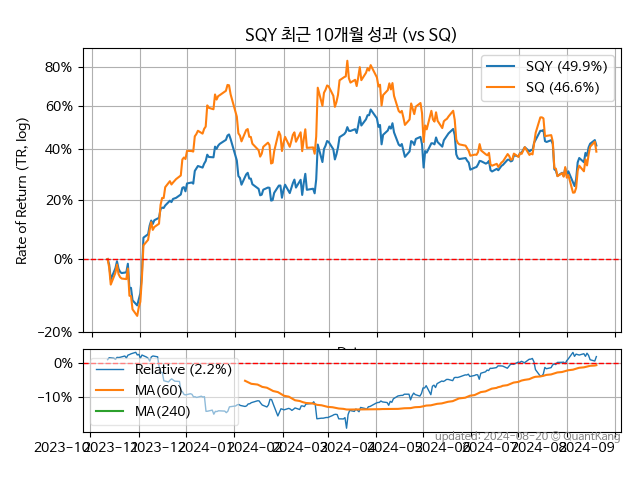 SQY 최근 10개월 성과 (vs SQ)
Rate of Return (TR, log)
80%
60%
40%
20%
0%
−20%
SQY (49.9%)
SQ (46.6%)
0%
−10%
Relative (2.2%)
MA(60)
MA(240)
2023-10
2023-11
2023-12
2024-01
2024-02
2024-03
2024-04
2024-05
2024-06
2024-07
2024-08
2024-09
updated: 2024-08-20 © QuantKang